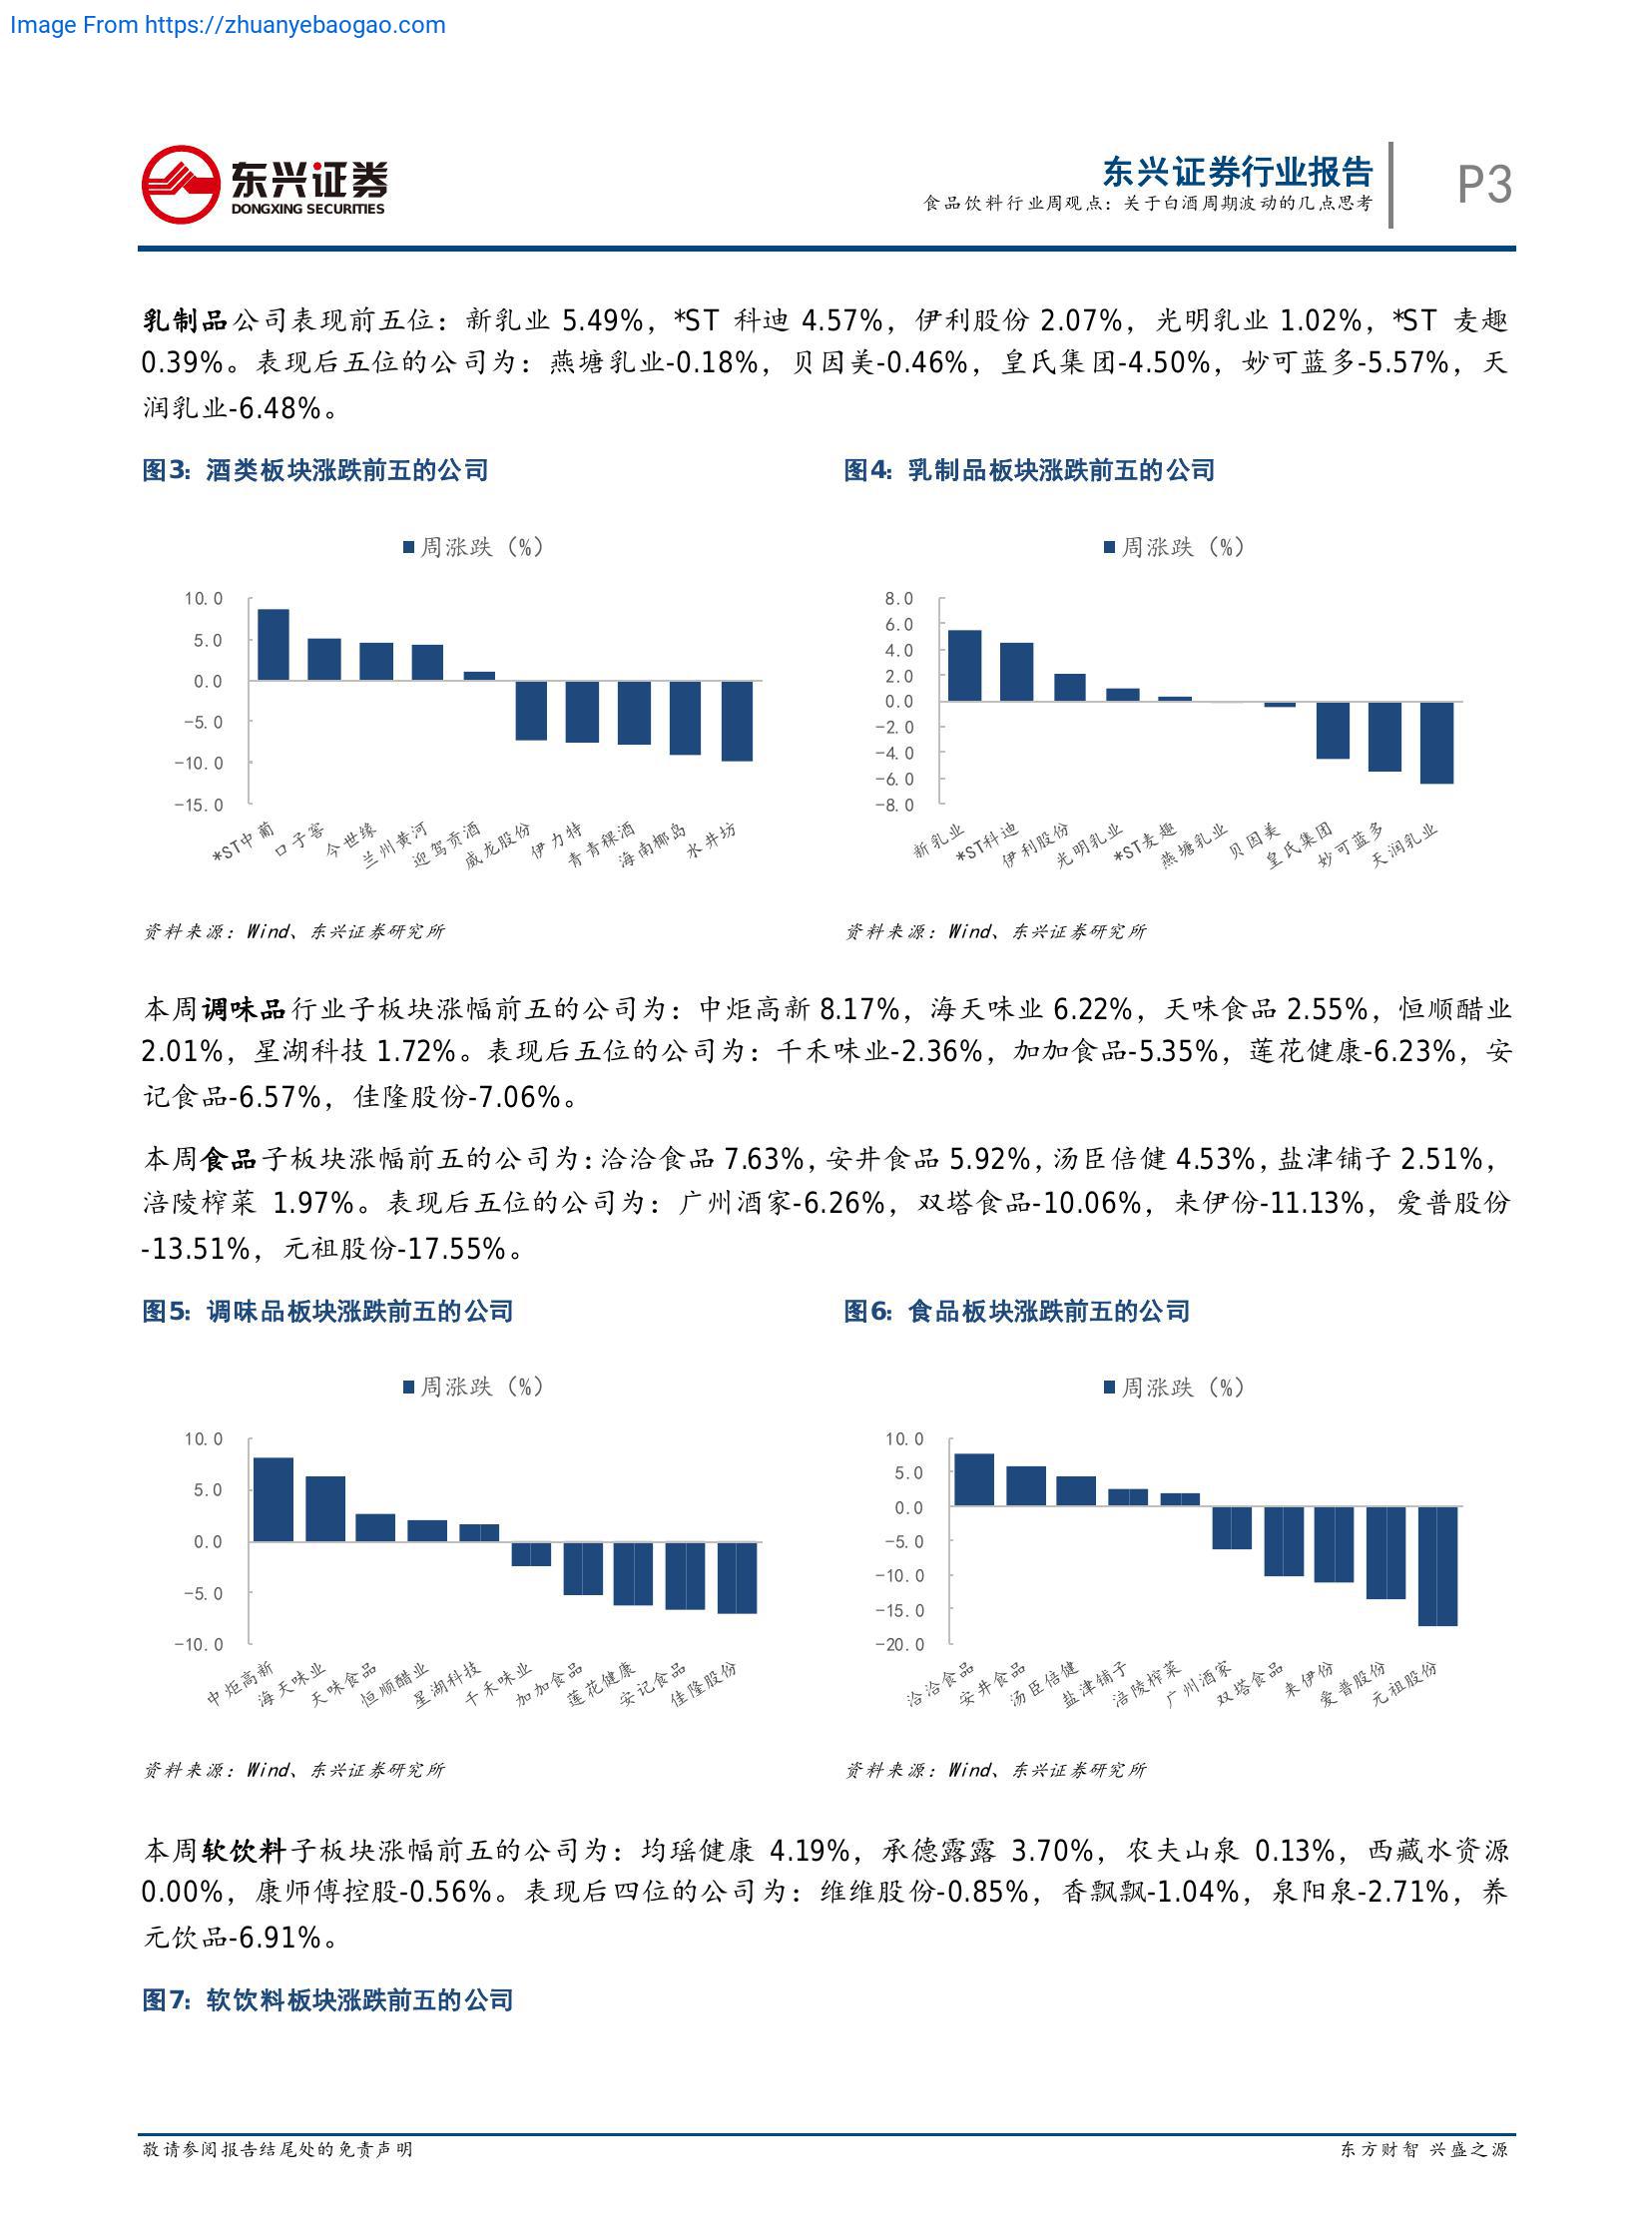 Image From https://zhuanyebaogao.com
东兴证券
DONGXING SECURITIES
东兴证券行业报告
食品饮料行业周观点：关于白酒周期波动的几点思考
P3
乳制品公司表现前五位：新乳业 5.49%，*ST 科迪 4.57%，伊利股份 2.07%，光明乳业 1.02%，*ST 麦趣
0.39%。表现后五位的公司为：燕塘乳业-0.18%，贝因美-0.46%，皇氏集团-4.50%，妙可蓝多-5.57%，天
润乳业-6.48%。
图3：酒类板块涨跌前五的公司
周涨跌（%）
10.0
5.0
0.0
-5.0
-10.0
-15.0
*ST中葡
口子窖
今世缘
兰州黄河
迎驾贡酒
威龙股份
伊力特
青青稞酒
海南椰岛
水井坊
资料来源：Wind、东兴证券研究所
图4：乳制品板块涨跌前五的公司
周涨跌（%）
8.0
6.0
4.0
2.0
0.0
-2.0
-4.0
-6.0
-8.0
新乳业
*ST科迪
伊利股份
光明乳业
*ST麦趣
燕塘乳业
贝因美
皇氏集团
妙可蓝多
天润乳业
资料来源：Wind、东兴证券研究所
本周调味品行业子板块涨幅前五的公司为：中炬高新 8.17%，海天味业 6.22%，天味食品 2.55%，恒顺醋业
2.01%，星湖科技 1.72%。表现后五位的公司为：千禾味业-2.36%，加加食品-5.35%，莲花健康-6.23%，安
记食品-6.57%，佳隆股份-7.06%。
本周食品子板块涨幅前五的公司为：洽洽食品 7.63%，安井食品 5.92%，汤臣倍健 4.53%，盐津铺子 2.51%，
涪陵榨菜 1.97%。表现后五位的公司为：广州酒家-6.26%，双塔食品-10.06%，来伊份-11.13%，爱普股份
-13.51%，元祖股份-17.55%。
图5：调味品板块涨跌前五的公司
周涨跌（%）
10.0
5.0
0.0
-5.0
-10.0
中炬高新
海天味业
天味食品
恒顺醋业
星湖科技
千禾味业
加加食品
莲花健康
安记食品
佳隆股份
资料来源：Wind、东兴证券研究所
图6：食品板块涨跌前五的公司
周涨跌（%）
10.0
5.0
0.0
-5.0
-10.0
-15.0
-20.0
洽洽食品
安井食品
汤臣倍健
盐津铺子
涪陵榨菜
广州酒家
双塔食品
来伊份
爱普股份
元祖股份
资料来源：Wind、东兴证券研究所
本周软饮料子板块涨幅前五的公司为：均瑶健康 4.19%，承德露露 3.70%，农夫山泉 0.13%，西藏水资源
0.00%，康师傅控股-0.56%。表现后四位的公司为：维维股份-0.85%，香飘飘-1.04%，泉阳泉-2.71%，养
元饮品-6.91%。
图7：软饮料板块涨跌前五的公司
敬请参阅报告结尾处的免责声明
东方财智 兴盛之源